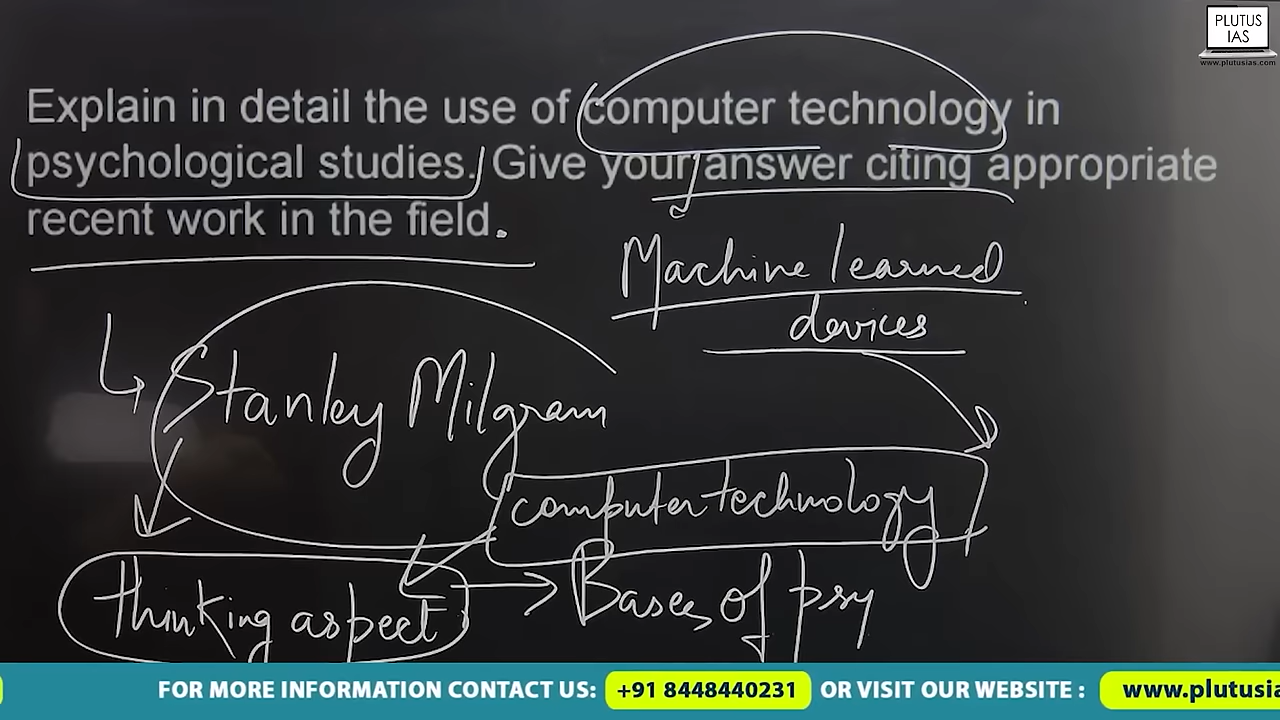 PLUTUS
IAS
www.plutusias.com
Explain in detail the use of computer technology in
psychological studies. Give your answer citing appropriate
recent work in the field.
Machine learned
devices
Stanley Milgram
computer technology
thinking aspect
Bases of psy
FOR MORE INFORMATION CONTACT US: +91 8448440231 OR VISIT OUR WEBSITE : www.plutusia